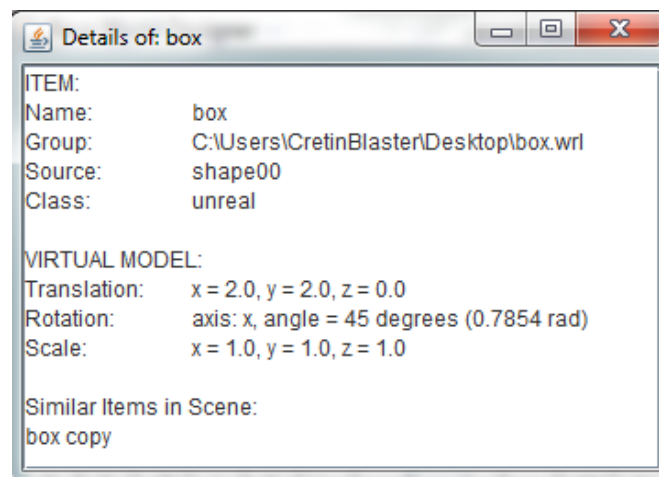 Details of: box
ITEM:
Name: box
Group: C:\Users\CretinBlaster\Desktop\box.wrl
Source: shape00
Class: unreal
VIRTUAL MODEL:
Translation: x = 2.0, y = 2.0, z = 0.0
Rotation: axis: x, angle = 45 degrees (0.7854 rad)
Scale: x = 1.0, y = 1.0, z = 1.0
Similar Items in Scene:
box copy